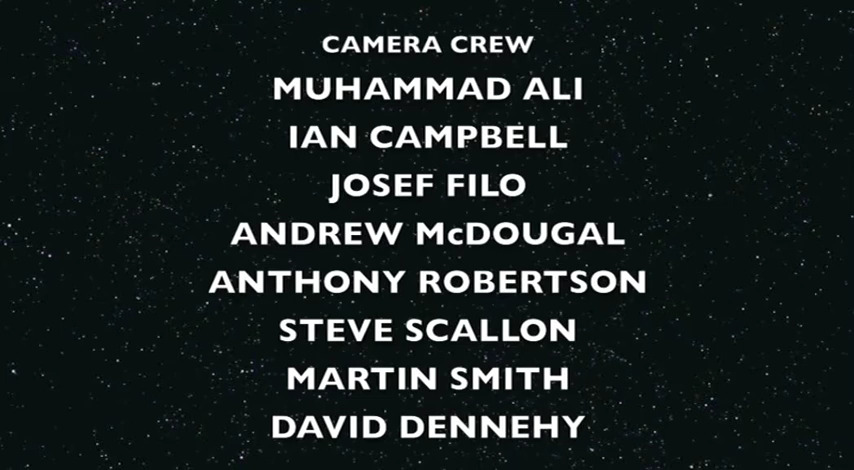 CAMERA CREW
MUHAMMAD ALI
IAN CAMPBELL
JOSEF FILO
ANDREW McDOUGAL
ANTHONY ROBERTSON
STEVE SCALLON
MARTIN SMITH
DAVID DENNEHY